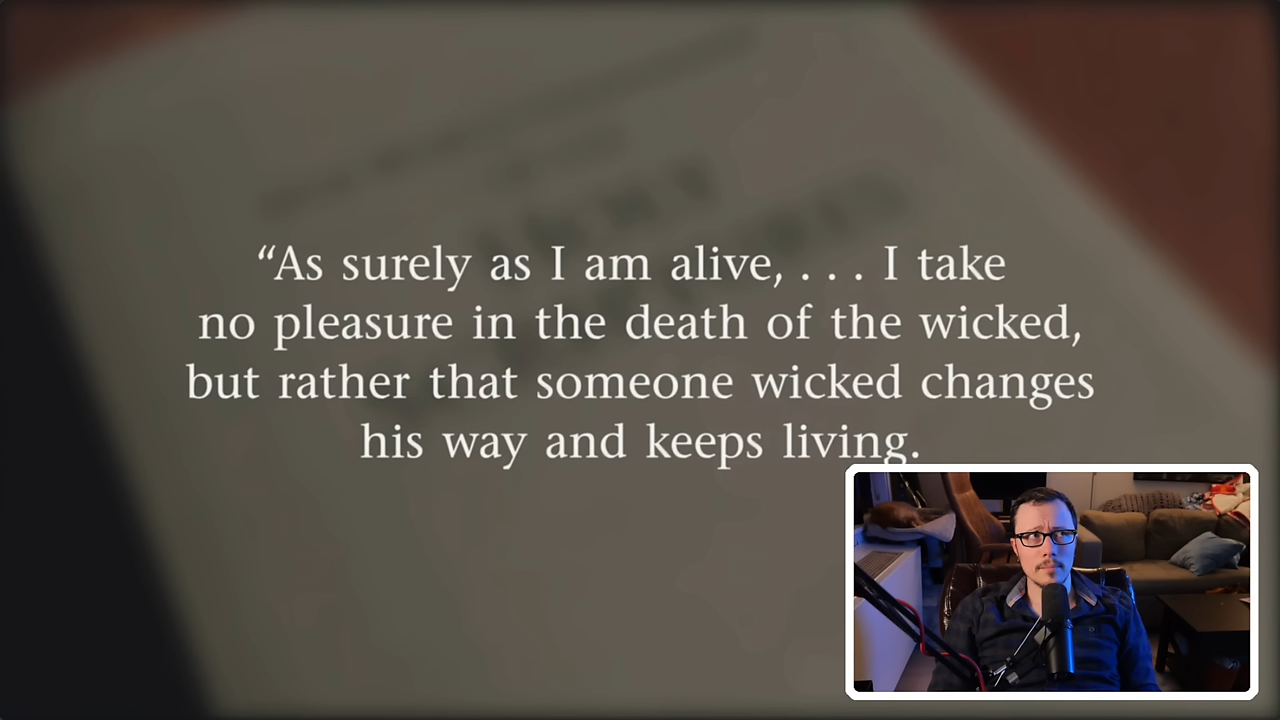 “As surely as I am alive, . . . I take
no pleasure in the death of the wicked,
but rather that someone wicked changes
his way and keeps living.